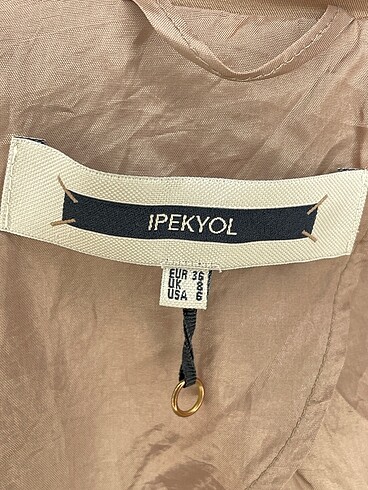 IPEKYOL
EUR 36
UK 8
USA 6